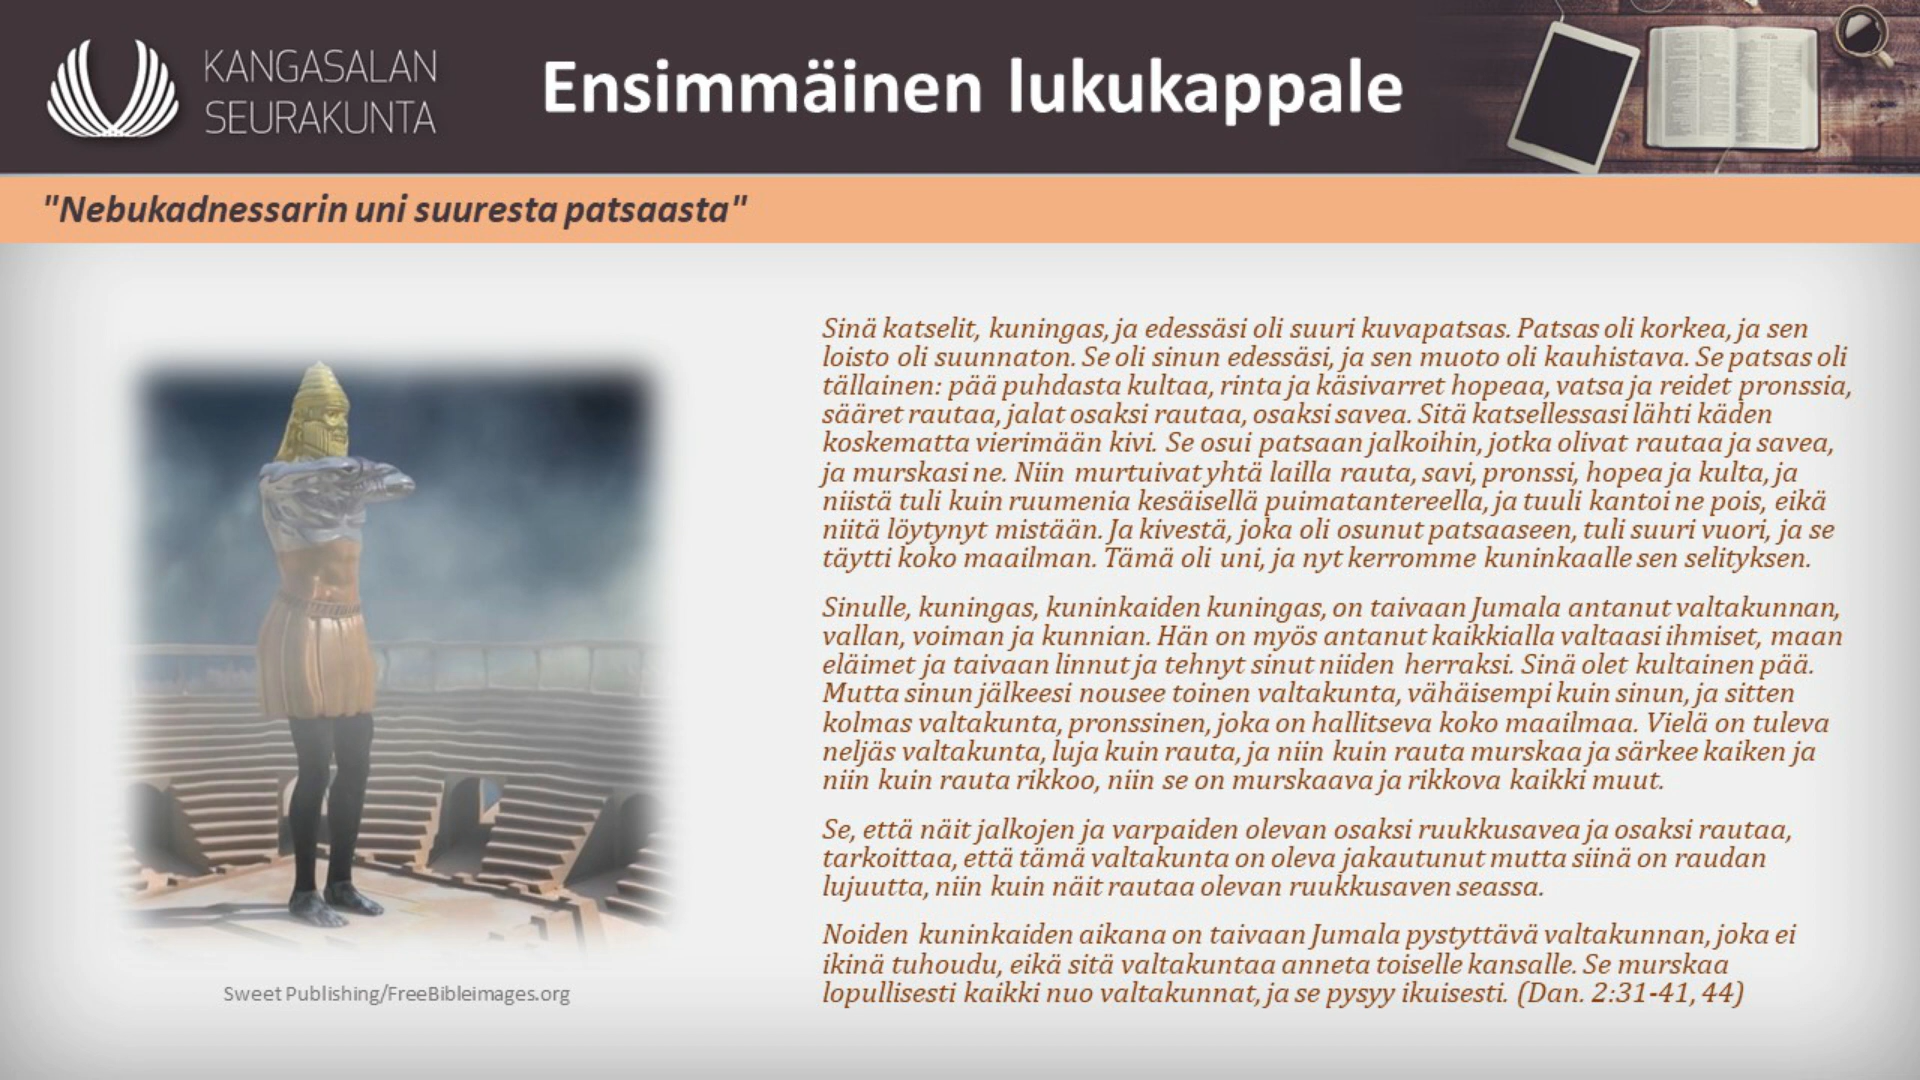 KANGASALAN
SEURAKUNTA
Ensimmäinen lukukappale
"Nebukadnessarin uni suuresta patsaasta"
Sinä katselit, kuningas, ja edessäsi oli suuri kuvapatsas. Patsas oli korkea, ja sen
loisto oli suunnaton. Se oli sinun edessäsi, ja sen muoto oli kauhistava. Se patsas oli
tällainen: pää puhdasta kultaa, rinta ja käsivarret hopeaa, vatsa ja reidet pronssia,
sääret rautaa, jalat osaksi rautaa, osaksi savea. Sitä katsellessasi lähti käden
koskematta vierimään kivi. Se osui patsaan jalkoihin, jotka olivat rautaa ja savea,
ja murskasi ne. Niin murtuivat yhtä lailla rauta, savi, pronssi, hopea ja kulta, ja
niistä tuli kuin ruumenia kesäisellä puimatantereella, ja tuuli kantoi ne pois, eikä
niitä löytynyt mistään. Ja kivestä, joka oli osunut patsaaseen, tuli suuri vuori, ja se
täytti koko maailman. Tämä oli uni, ja nyt kerromme kuninkaalle sen selityksen.
Sinulle, kuningas, kuninkaiden kuningas, on taivaan Jumala antanut valtakunnan,
vallan, voiman ja kunnian. Hän on myös antanut kaikkialla valtaasi ihmiset, maan
eläimet ja taivaan linnut ja tehnyt sinut niiden herraksi. Sinä olet kultainen pää.
Mutta sinun jälkeesi nousee toinen valtakunta, vähäisempi kuin sinun, ja sitten
kolmas valtakunta, pronssinen, joka on hallitseva koko maailmaa. Vielä on tuleva
neljäs valtakunta, luja kuin rauta, ja niin kuin rauta murskaa ja särkee kaiken ja
niin kuin rauta rikkoo, niin se on murskaava ja rikkova kaikki muut.
Se, että näit jalkojen ja varpaiden olevan osaksi ruukkusavea ja osaksi rautaa,
tarkoittaa, että tämä valtakunta on oleva jakautunut mutta siinä on raudan
lujuutta, niin kuin näit rautaa olevan ruukkusaven seassa.
Noiden kuninkaiden aikana on taivaan Jumala pystyttävä valtakunnan, joka ei
ikinä tuhoudu, eikä sitä valtakuntaa anneta toiselle kansalle. Se murskaa
lopullisesti kaikki nuo valtakunnat, ja se pysyy ikuisesti. (Dan. 2:31-41, 44)
Sweet Publishing/FreeBibleimages.org